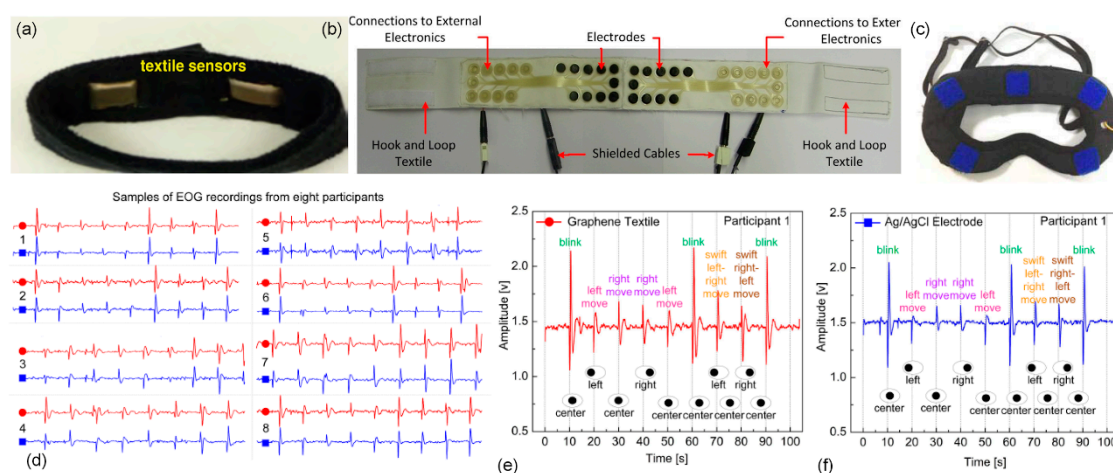 (a)
textile sensors
(b)
Connections to External
Electronics
Electrodes
Connections to Exter
Electronics
Hook and Loop
Textile
Shielded Cables
Hook and Loop
Textile
(c)
Samples of EOG recordings from eight participants
1
2
3
4
5
6
7
8
(d)
2.5
2.0
1.5
1.0
0.5
Amplitude [v]
Graphene Textile
Participant 1
blink
left
move
right
move
right
move
left
move
blink
swift
left-
right
move
swift
right-
left
move
blink
left
right
left
right
center
center
center
center
center
center
0 10 20 30 40 50 60 70 80 90 100
Time [s]
(e)
2.5
2.0
1.5
1.0
0.5
Amplitude [v]
Ag/AgCl Electrode
Participant 1
blink
left
move
right
move
right
move
left
move
blink
swift
left-
right
move
swift
right-
left
move
blink
left
right
left
right
center
center
center
center
center
center
0 10 20 30 40 50 60 70 80 90 100
Time [s]
(f)